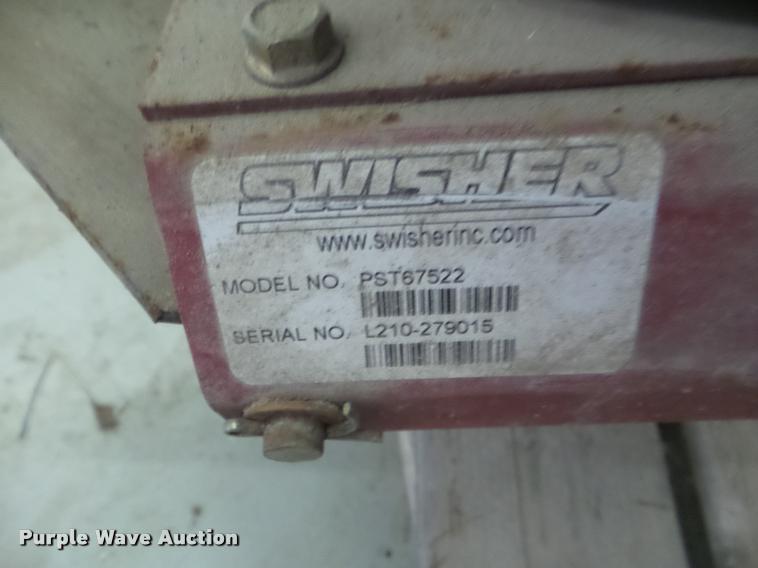 SWISHER
www.swisherinc.com
MODEL NO. PST67522
SERIAL NO. L210-279015
Purple Wave Auction